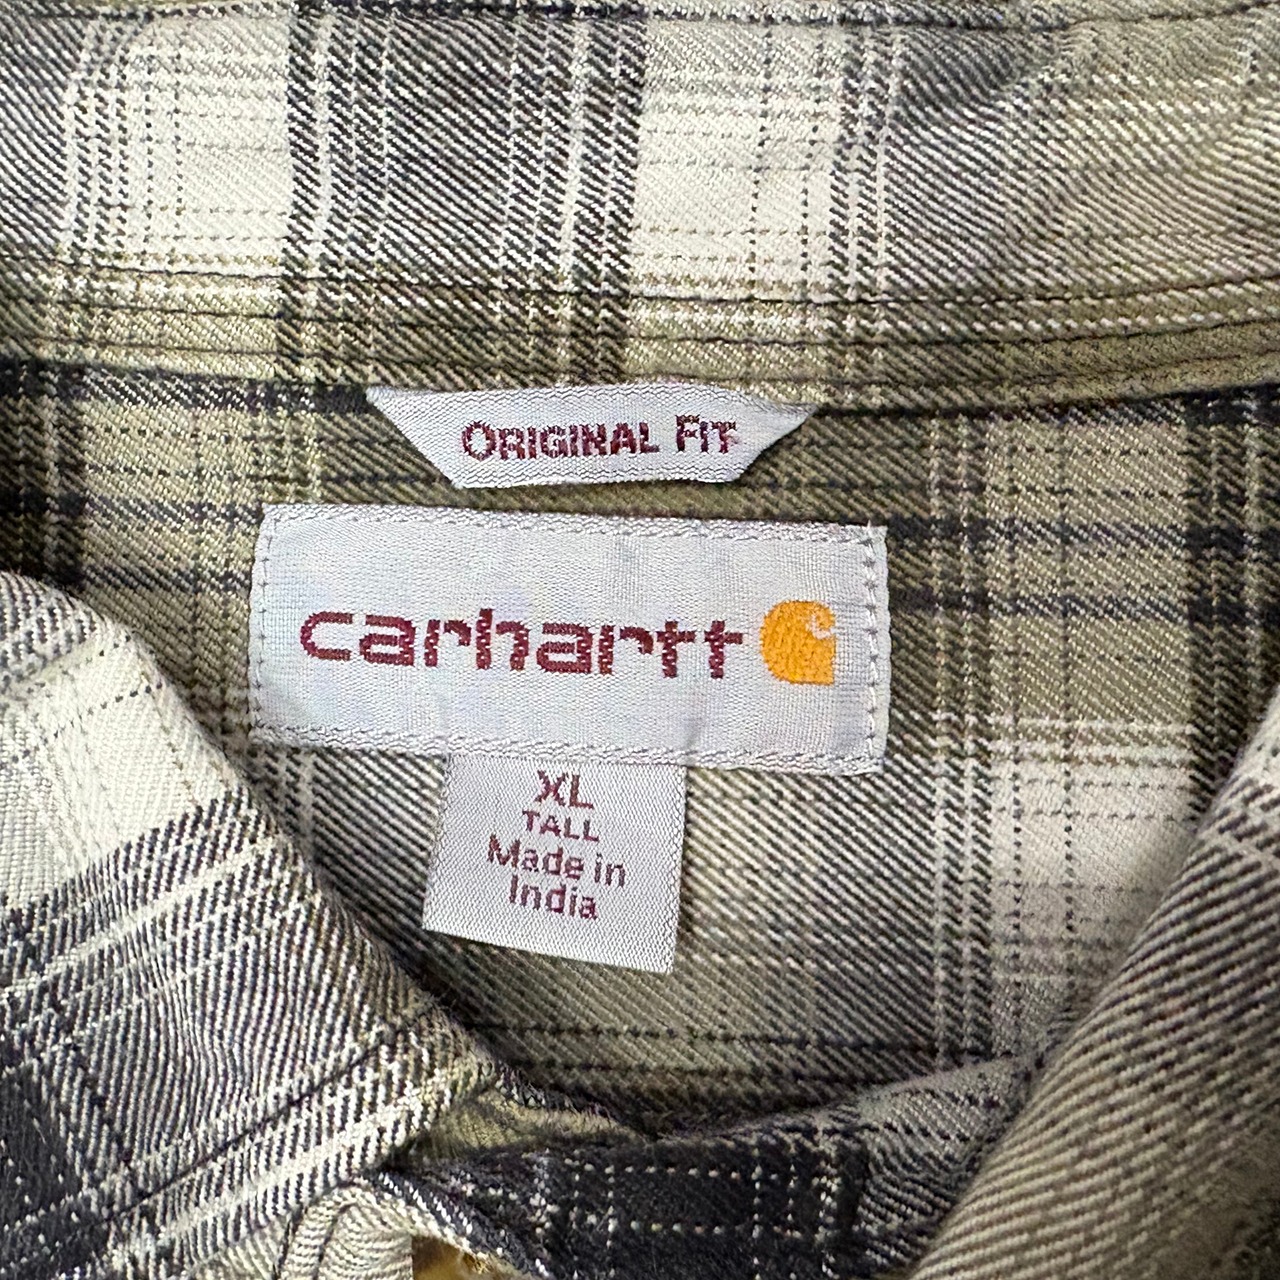 ORIGINAL FIT
carhartt
XL
TALL
Made in
India